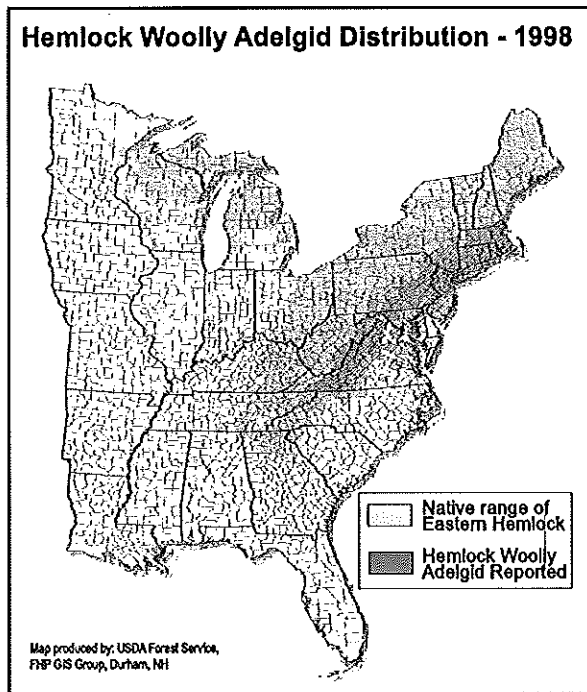 Hemlock Woolly Adelgid Distribution - 1998
Native range of
Eastern Hemlock
Hemlock Woolly
Adelgid Reported
Map produced by: USDA Forest Service,
FHP GIS Group, Durham, NH